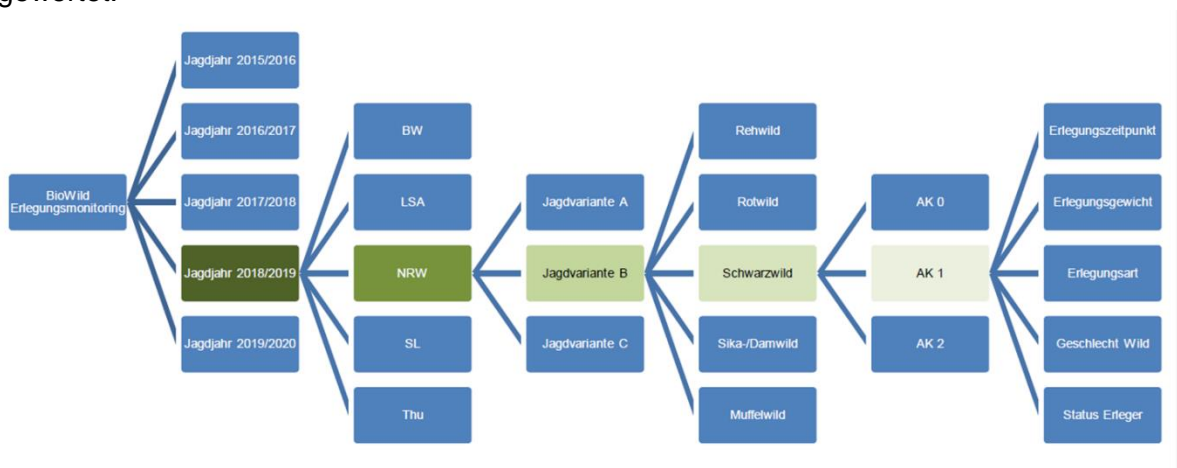 BioWild
Erlegungsmonitoring
Jagdjahr 2015/2016
Jagdjahr 2016/2017
Jagdjahr 2017/2018
Jagdjahr 2018/2019
Jagdjahr 2019/2020
BW
LSA
NRW
SL
Thu
Jagdvariante A
Jagdvariante B
Jagdvariante C
Rehwild
Rotwild
Schwarzwild
Sika-/Damwild
Muffelwild
AK 0
AK 1
AK 2
Erlegungszeitpunkt
Erlegungsgewicht
Erlegungsart
Geschlecht Wild
Status Erleger